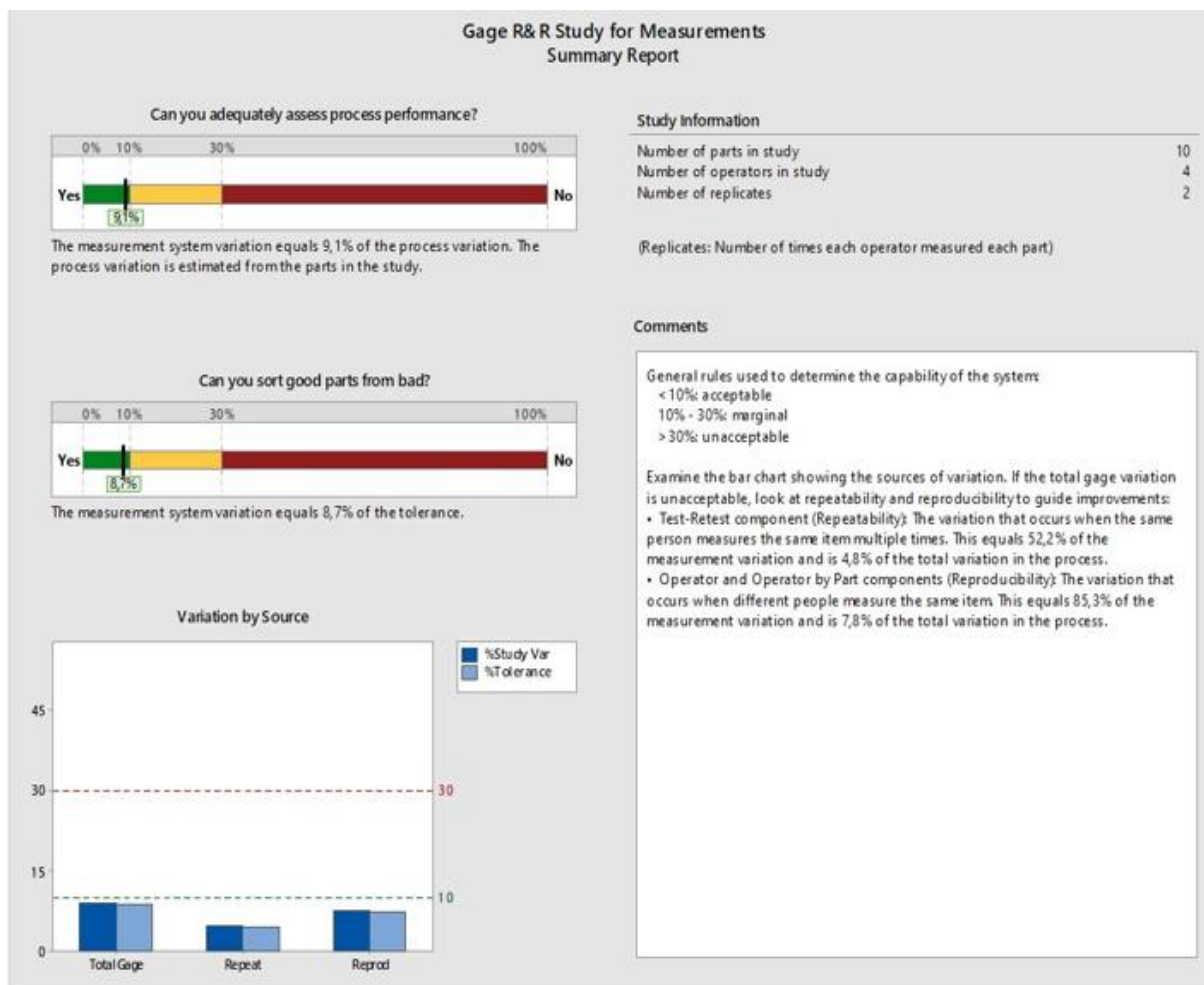 Gage R&R Study for Measurements
Summary Report
Can you adequately assess process performance?
0% 10% 30% 100%
Yes No
9,1%
The measurement system variation equals 9,1% of the process variation. The
process variation is estimated from the parts in the study.
Can you sort good parts from bad?
0% 10% 30% 100%
Yes No
8,7%
The measurement system variation equals 8,7% of the tolerance.
Variation by Source
%Study Var
%Tolerance
45
30 30
15
10
0
Total Gage Repeat Reprod
Study Information
Number of parts in study 10
Number of operators in study 4
Number of replicates 2
(Replicates: Number of times each operator measured each part)
Comments
General rules used to determine the capability of the system:
<10%: acceptable
10% - 30%: marginal
>30%: unacceptable
Examine the bar chart showing the sources of variation. If the total gage variation
is unacceptable, look at repeatability and reproducibility to guide improvements:
• Test-Retest component (Repeatability): The variation that occurs when the same
person measures the same item multiple times. This equals 52,2% of the
measurement variation and is 4,8% of the total variation in the process.
• Operator and Operator by Part components (Reproducibility): The variation that
occurs when different people measure the same item. This equals 85,3% of the
measurement variation and is 7,8% of the total variation in the process.